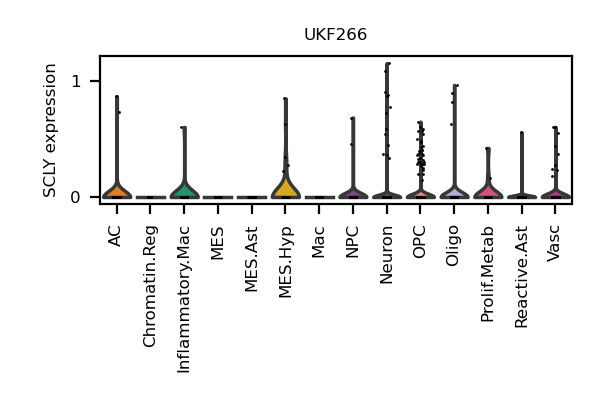 UKF266
SCLY expression
1
0
AC
Chromatin.Reg
Inflammatory.Mac
MES
MES.Ast
MES.Hyp
Mac
NPC
Neuron
OPC
Oligo
Prolif.Metab
Reactive.Ast
Vasc